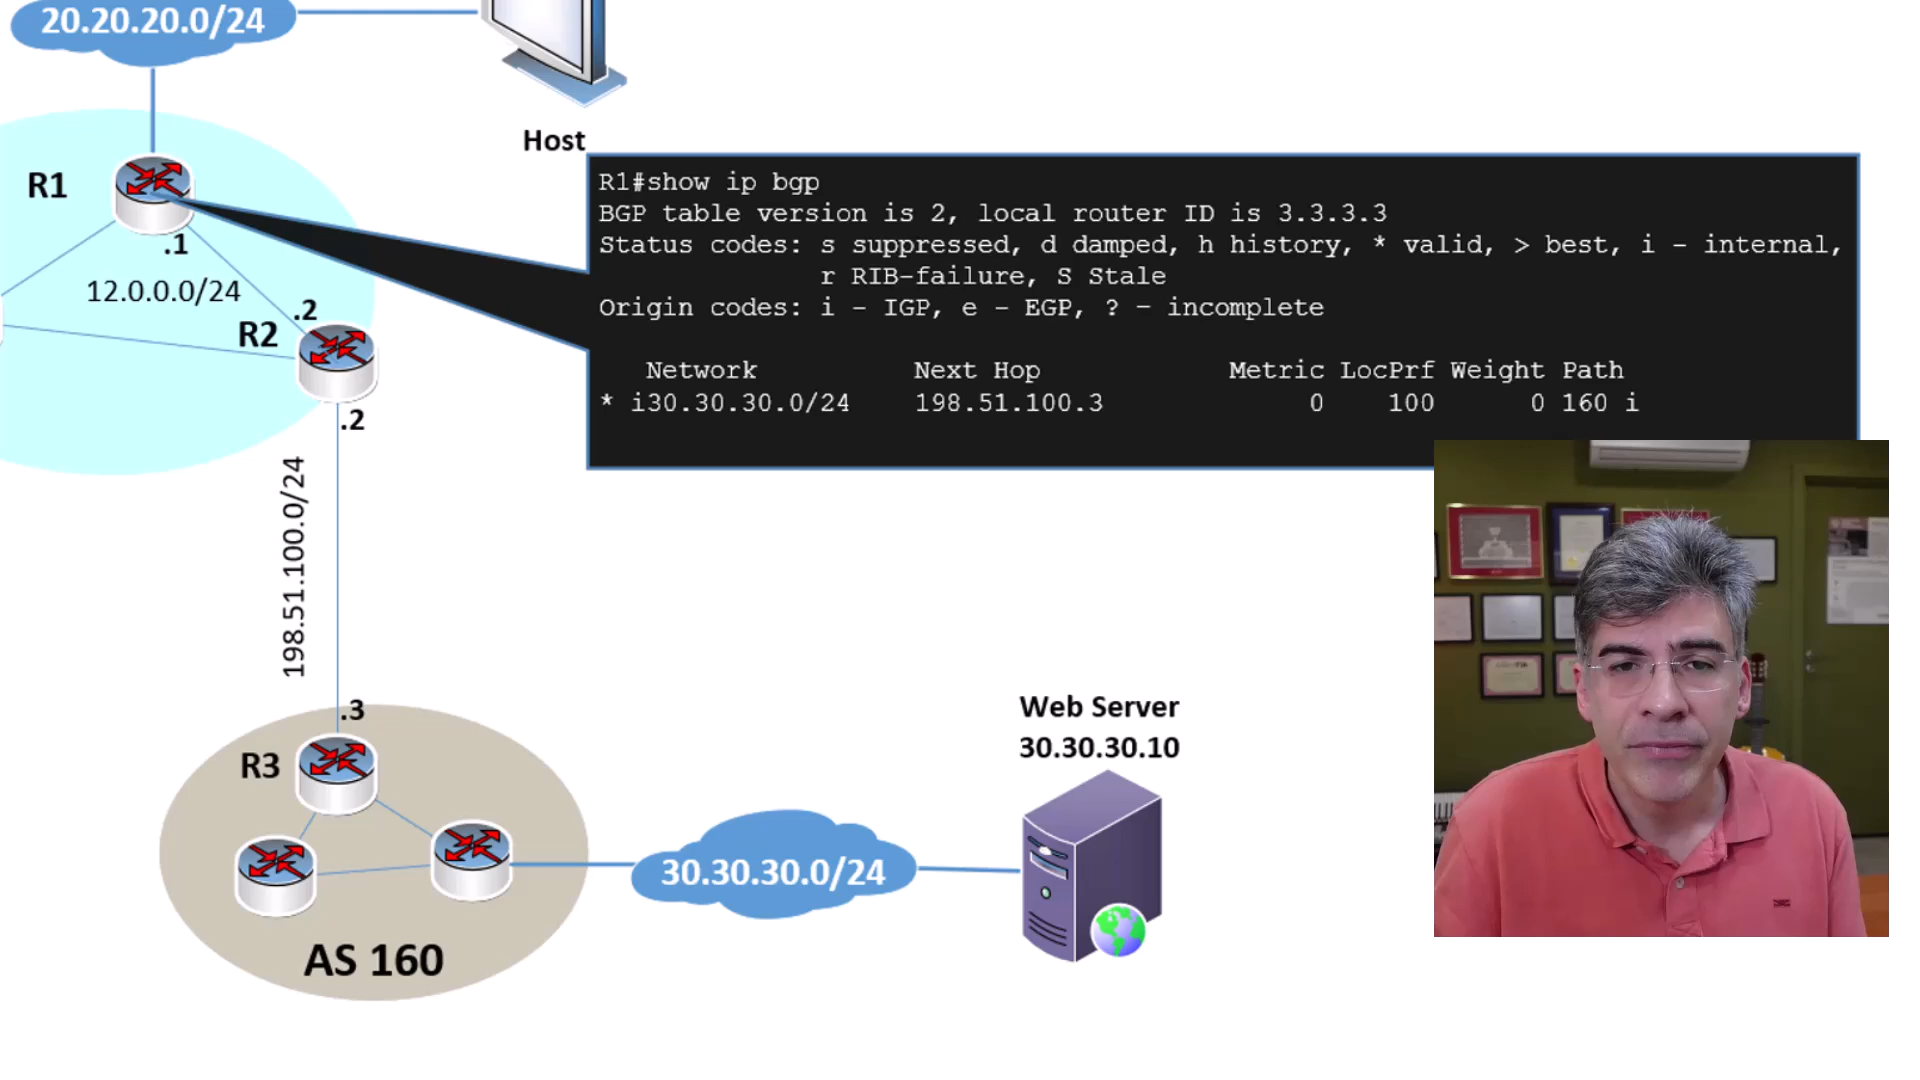 20.20.20.0/24
Host
R1
.1
12.0.0.0/24
.2
R2
.2
R1#show ip bgp
BGP table version is 2, local router ID is 3.3.3.3
Status codes: s suppressed, d damped, h history, * valid, > best, i - internal,
r RIB-failure, S Stale
Origin codes: i - IGP, e - EGP, ? - incomplete
Network Next Hop Metric LocPrf Weight Path
* i30.30.30.0/24 198.51.100.3 0 100 0 160 i
198.51.100.0/24
.3
R3
AS 160
30.30.30.0/24
Web Server
30.30.30.10